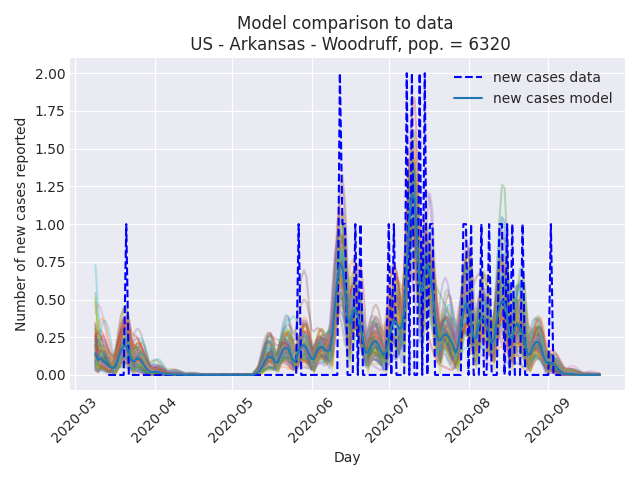 Model comparison to data
US - Arkansas - Woodruff, pop. = 6320
new cases data
new cases model
Number of new cases reported
2.00
1.75
1.50
1.25
1.00
0.75
0.50
0.25
0.00
2020-03
2020-04
2020-05
2020-06
2020-07
2020-08
2020-09
Day